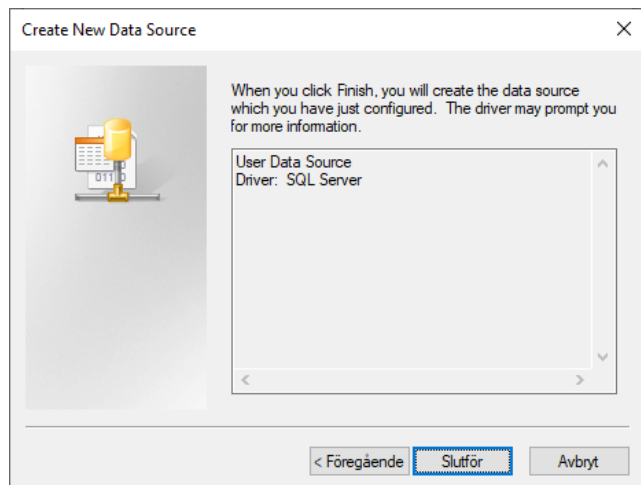 Create New Data Source
When you click Finish, you will create the data source
which you have just configured. The driver may prompt you
for more information.
User Data Source
Driver: SQL Server
0110
< Föregående
Slutför
Avbryt